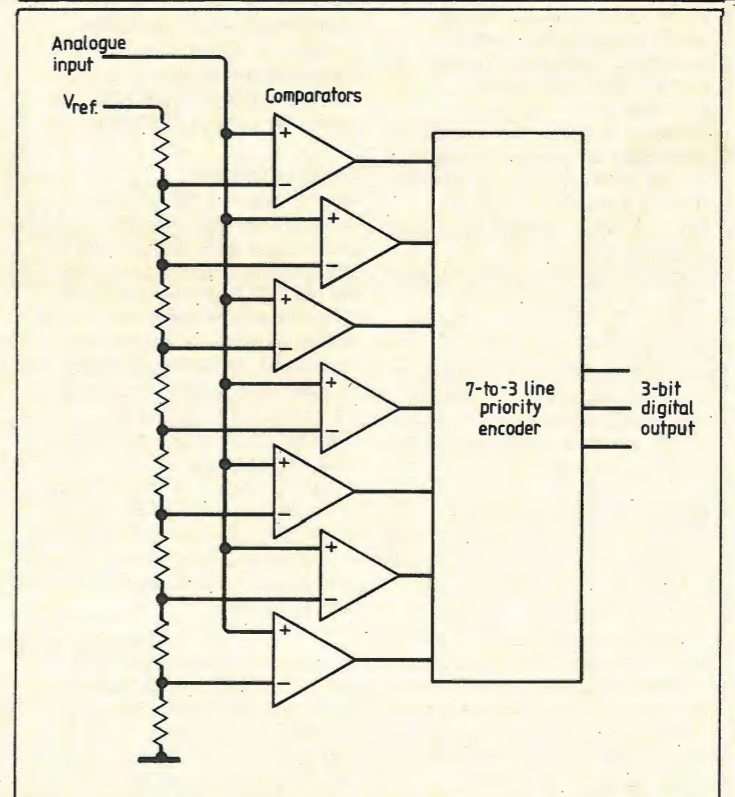 Analogue
input
Vref.
Comparators
+
−
+
−
+
−
+
−
+
−
+
−
+
−
7-to-3 line
priority
encoder
3-bit
digital
output